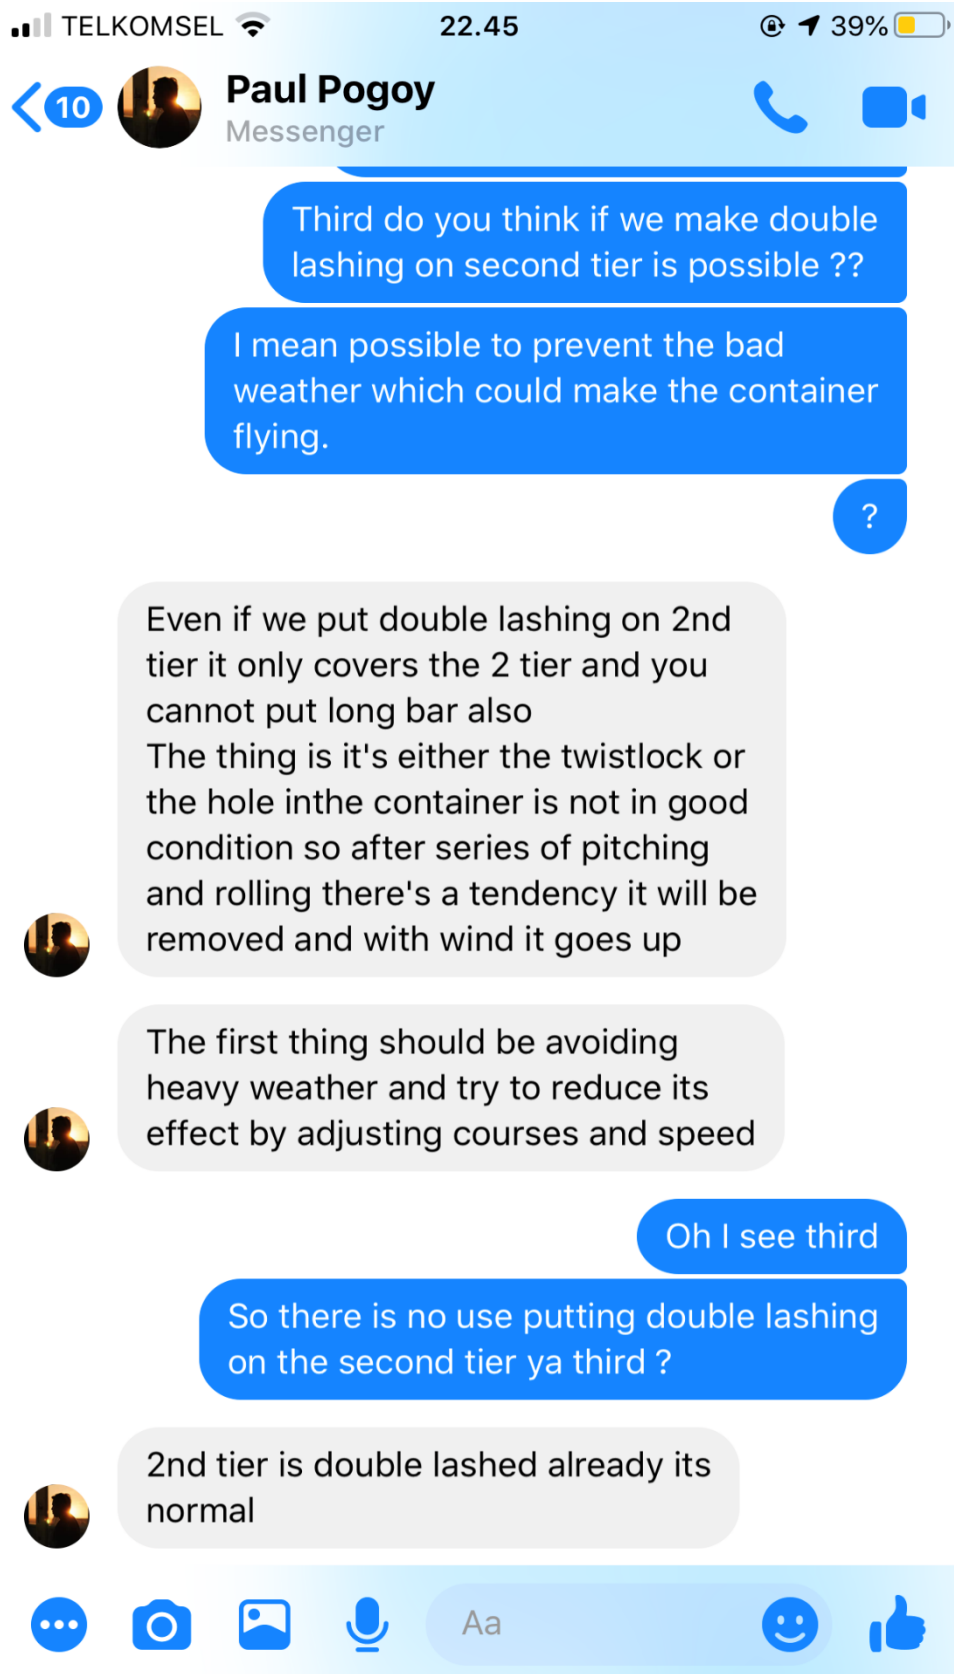 TELKOMSEL 22.45 39%
10 Paul Pogoy
Messenger
Third do you think if we make double
lashing on second tier is possible ??
I mean possible to prevent the bad
weather which could make the container
flying.
?
Even if we put double lashing on 2nd
tier it only covers the 2 tier and you
cannot put long bar also
The thing is it's either the twistlock or
the hole inthe container is not in good
condition so after series of pitching
and rolling there's a tendency it will be
removed and with wind it goes up
The first thing should be avoiding
heavy weather and try to reduce its
effect by adjusting courses and speed
Oh I see third
So there is no use putting double lashing
on the second tier ya third ?
2nd tier is double lashed already its
normal
Aa